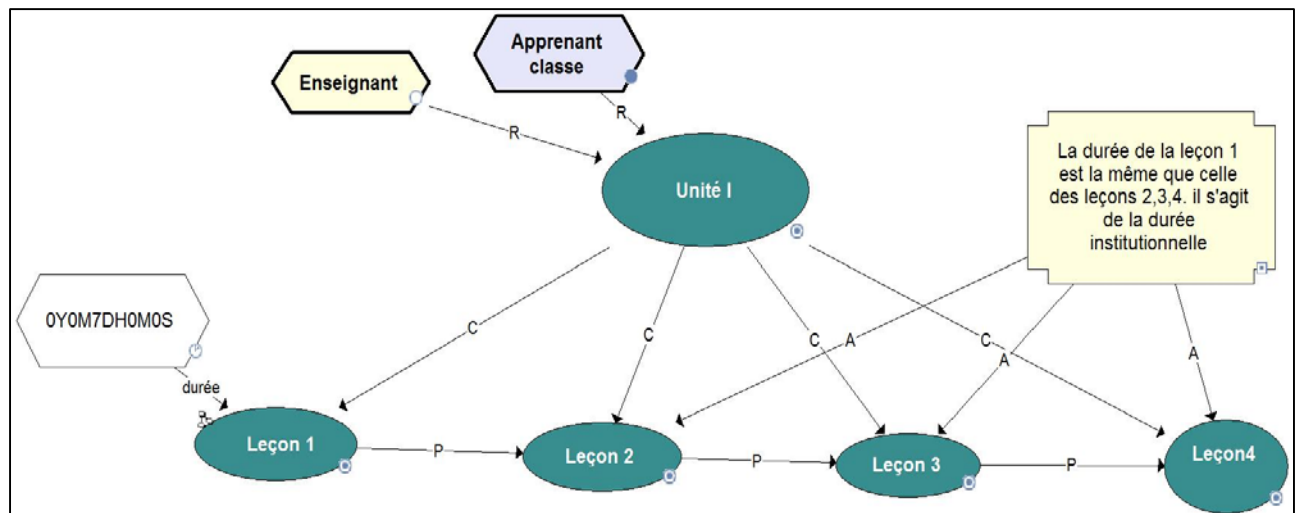 Apprenant
classe
Enseignant
R
R
Unité I
La durée de la leçon 1
est la même que celle
des leçons 2,3,4. il s'agit
de la durée
institutionnelle
0Y0M7DH0M0S
durée
C
C
C
A
C
A
A
Leçon 1
P
Leçon 2
P
Leçon 3
P
Leçon4